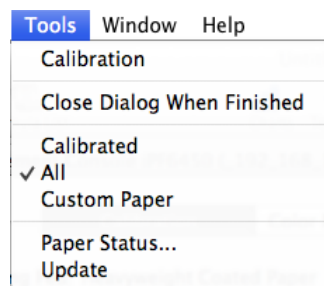 Tools Window Help
Calibration
Close Dialog When Finished
Calibrated
✓ All
Custom Paper
Paper Status...
Update